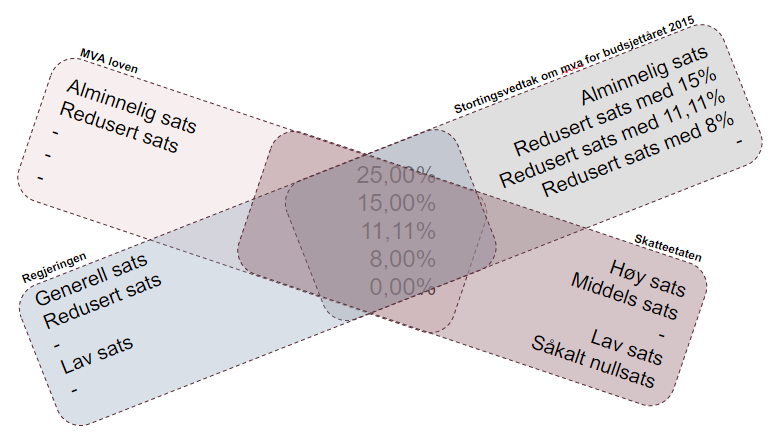 MVA loven
Alminnelig sats
Redusert sats
-
-
-
Stortingsvedtak om mva for budsjettåret 2015
Alminnelig sats
Redusert sats med 15%
Redusert sats med 11,11%
Redusert sats med 8%
-
25,00%
15,00%
11,11%
8,00%
0,00%
Regjeringen
Generell sats
Redusert sats
-
Lav sats
-
Skatteetaten
Høy sats
Middels sats
-
Lav sats
Såkalt nullsats